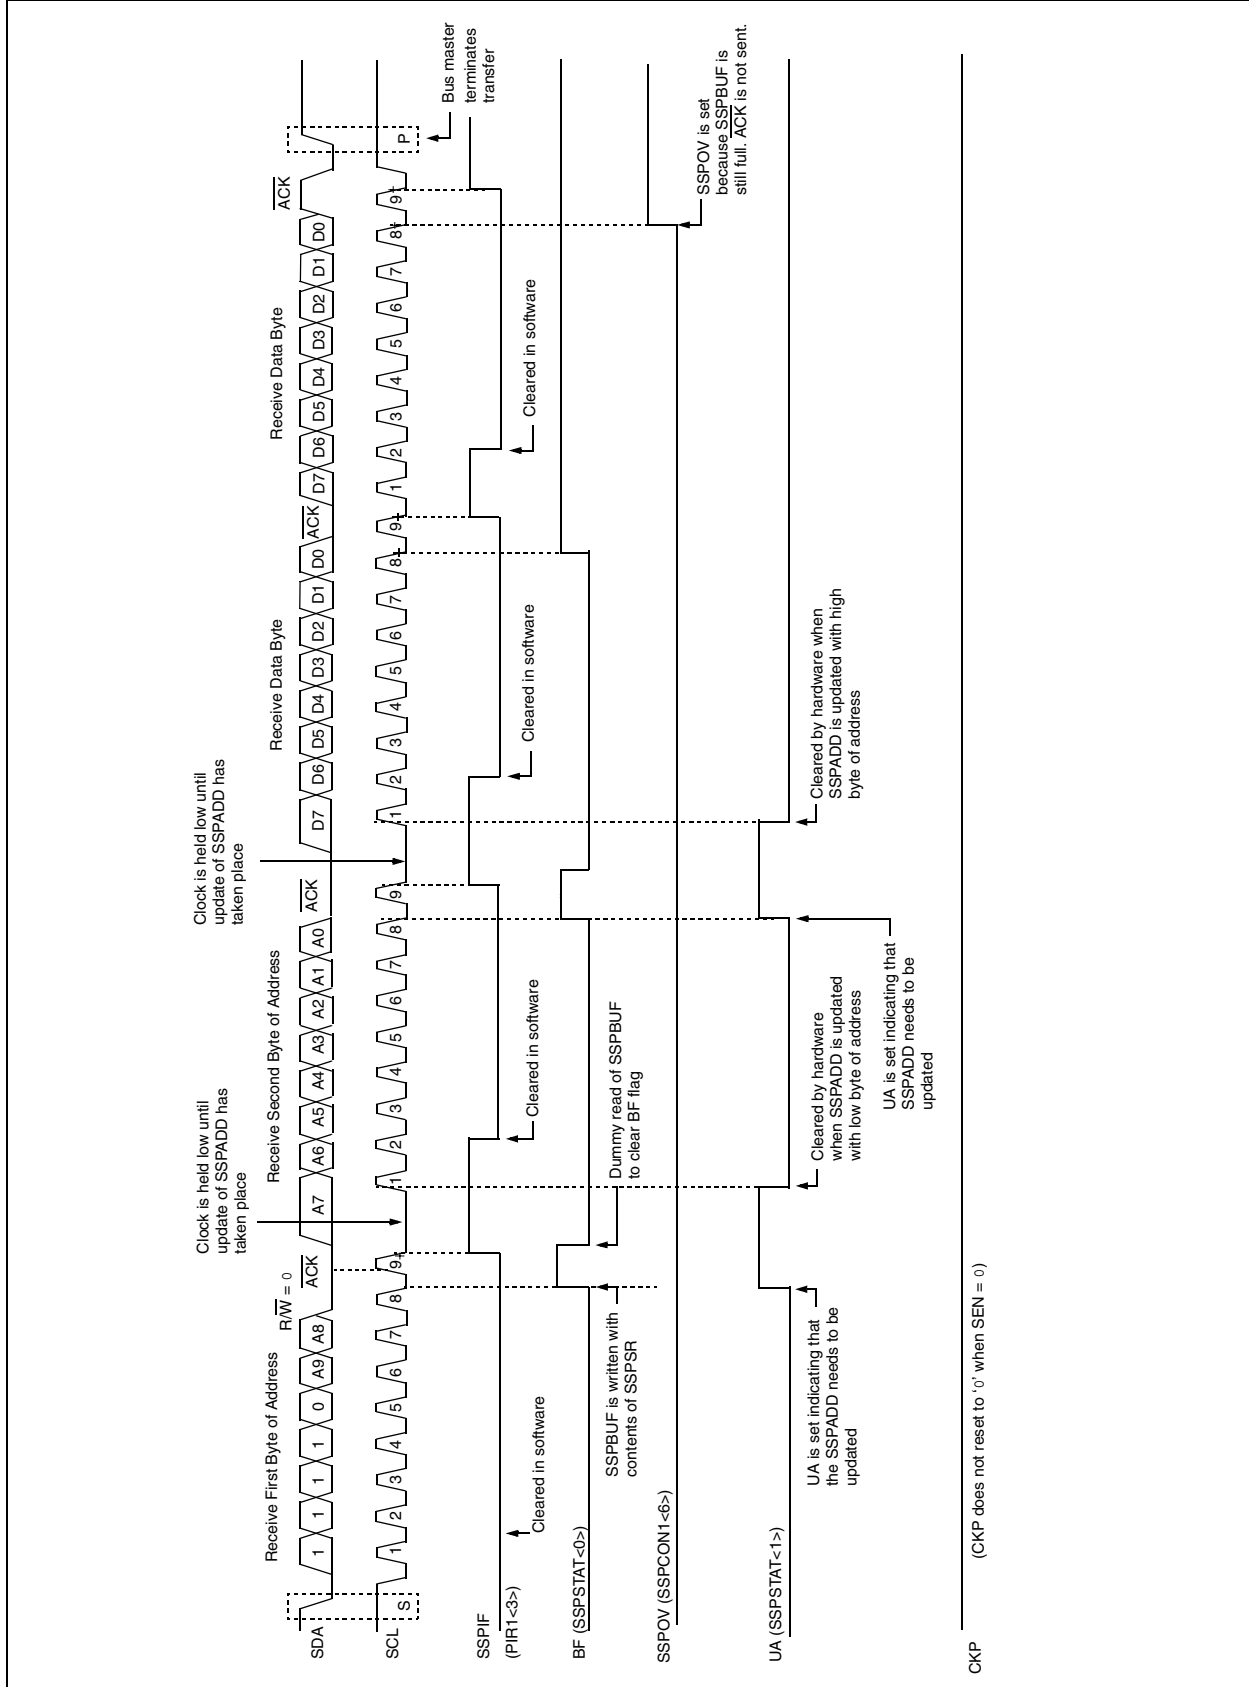 Receive First Byte of Address
R/W = 0
ACK
Clock is held low until
update of SSPADD has
taken place
Receive Second Byte of Address
ACK
Clock is held low until
update of SSPADD has
taken place
Receive Data Byte
ACK
Receive Data Byte
ACK
SDA
1 1 1 1 0 A9 A8 A7 A6 A5 A4 A3 A2 A1 A0 D7 D6 D5 D4 D3 D2 D1 D0 D7 D6 D5 D4 D3 D2 D1 D0
SCL
S 1 2 3 4 5 6 7 8 9 1 2 3 4 5 6 7 8 9 1 2 3 4 5 6 7 8 9 1 2 3 4 5 6 7 8 9 P
Bus master
terminates
transfer
SSPIF
(PIR1<3>)
Cleared in software
Cleared in software
Cleared in software
Cleared in software
BF (SSPSTAT<0>)
SSPBUF is written with
contents of SSPSR
Dummy read of SSPBUF
to clear BF flag
SSPOV (SSPCON1<6>)
SSPOV is set
because SSPBUF is
still full. ACK is not sent.
UA (SSPSTAT<1>)
UA is set indicating that
the SSPADD needs to be
updated
Cleared by hardware
when SSPADD is updated
with low byte of address
UA is set indicating that
SSPADD needs to be
updated
Cleared by hardware when
SSPADD is updated with high
byte of address
CKP
(CKP does not reset to ‘0’ when SEN = 0)